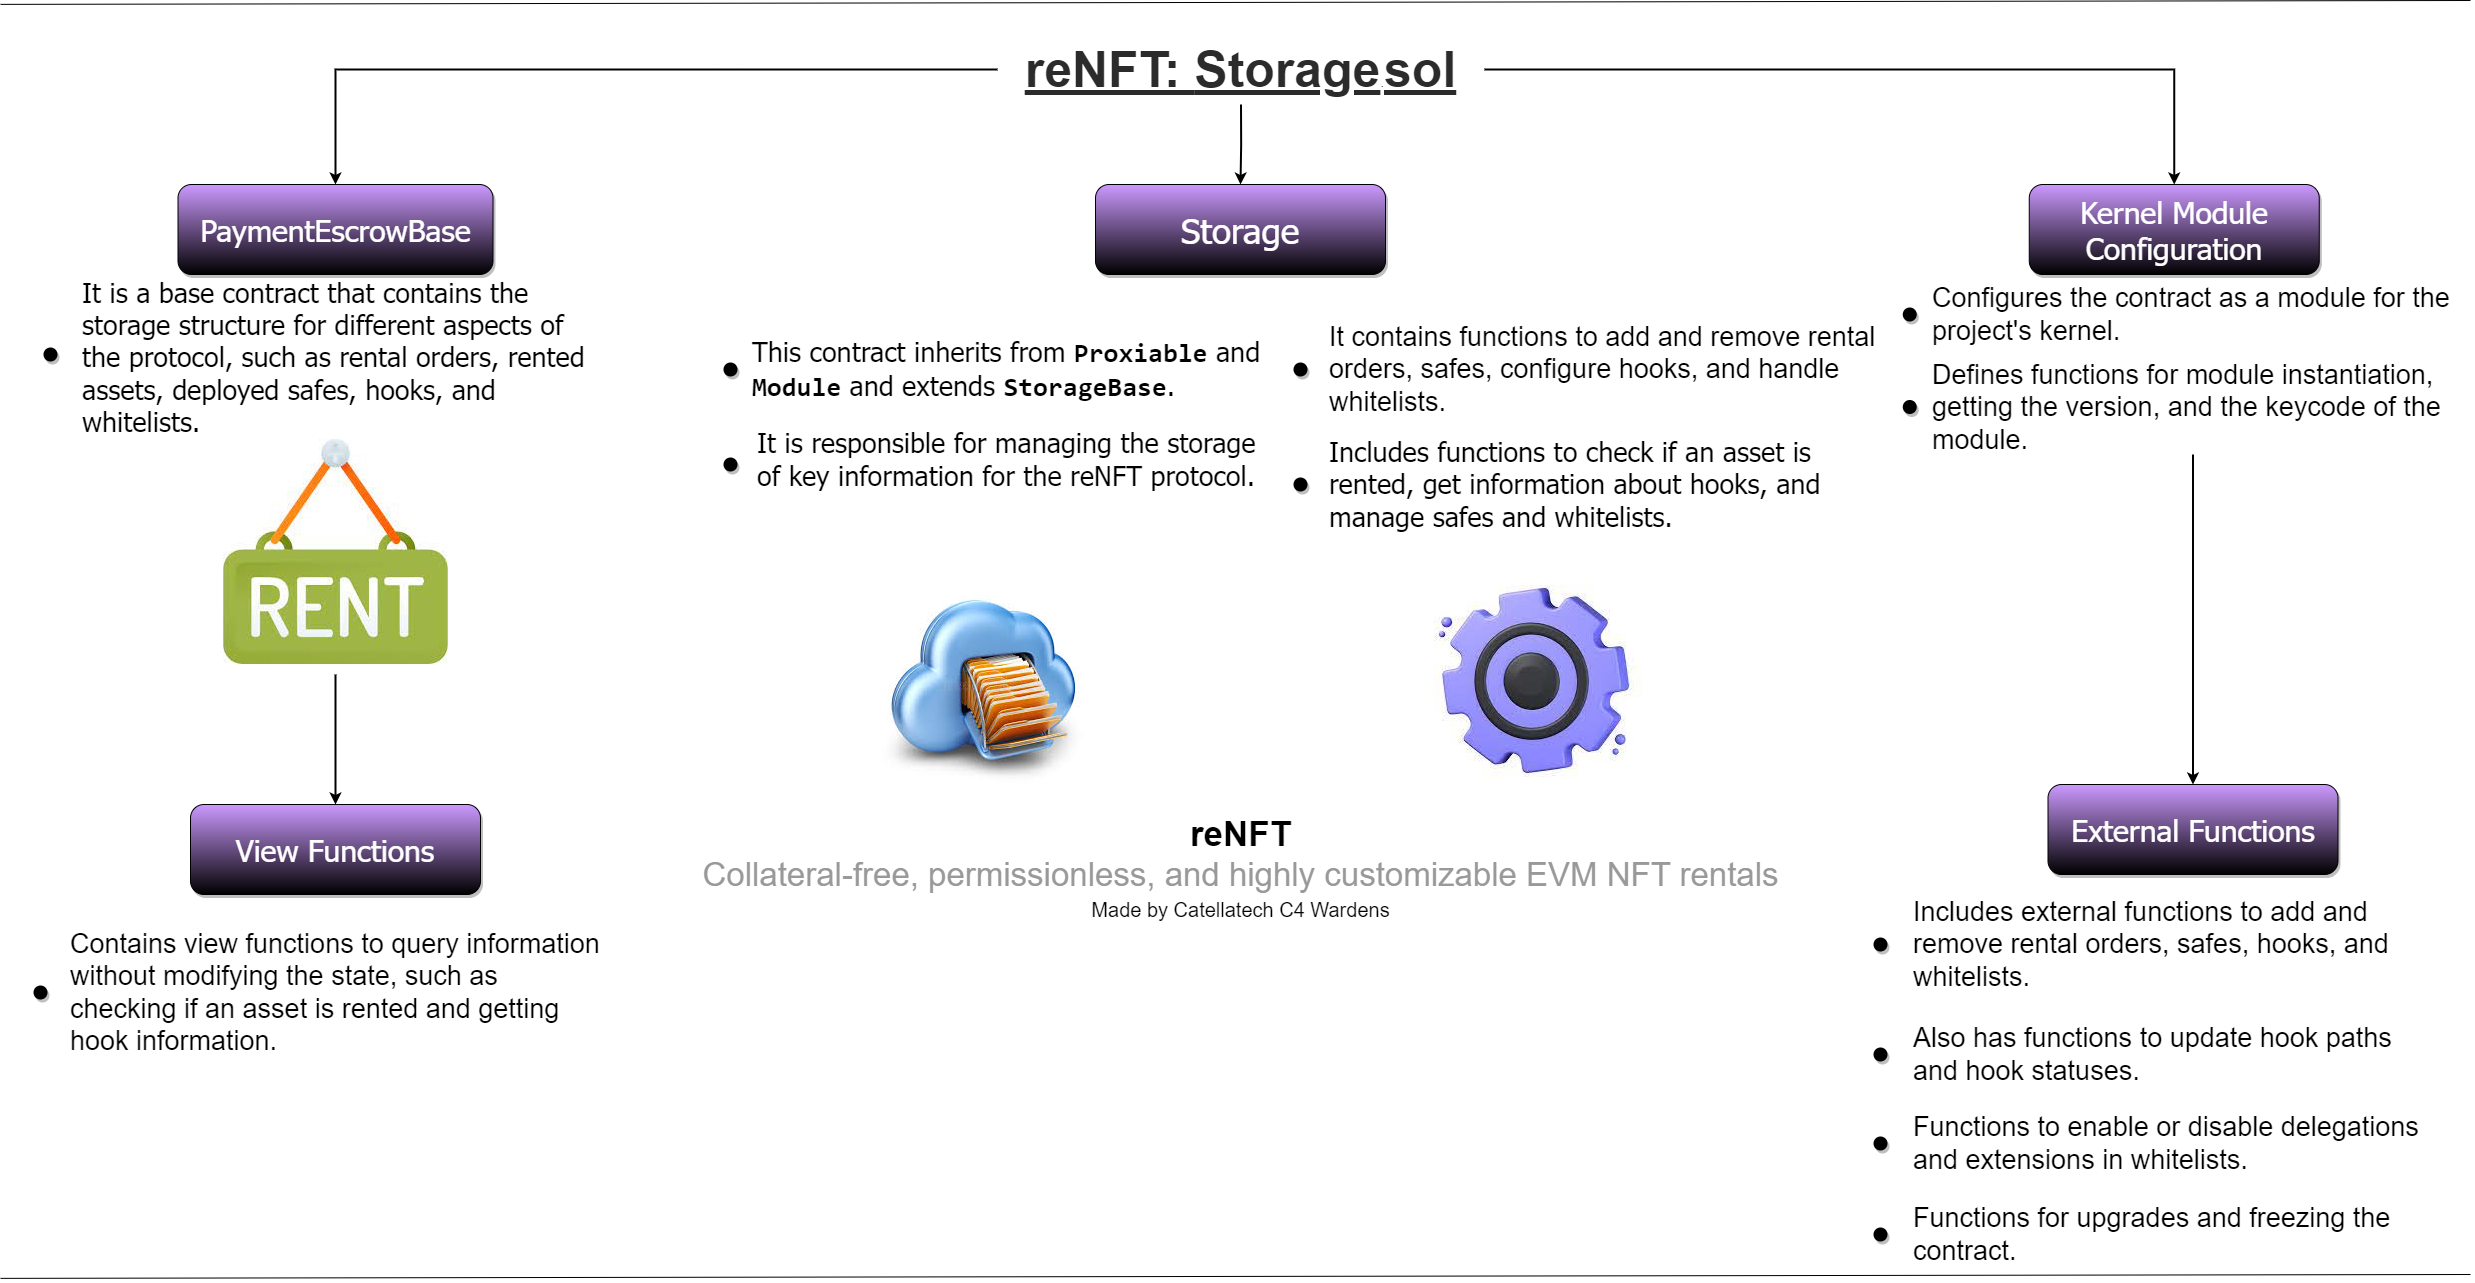 reNFT: Storage.sol
PaymentEscrowBase
It is a base contract that contains the
storage structure for different aspects of
the protocol, such as rental orders, rented
assets, deployed safes, hooks, and
whitelists.
RENT
View Functions
Contains view functions to query information
without modifying the state, such as
checking if an asset is rented and getting
hook information.
Storage
This contract inherits from Proxiable and
Module and extends StorageBase.
It is responsible for managing the storage
of key information for the reNFT protocol.
It contains functions to add and remove rental
orders, safes, configure hooks, and handle
whitelists.
Includes functions to check if an asset is
rented, get information about hooks, and
manage safes and whitelists.
reNFT
Collateral-free, permissionless, and highly customizable EVM NFT rentals
Made by Catellatech C4 Wardens
Kernel Module
Configuration
Configures the contract as a module for the
project's kernel.
Defines functions for module instantiation,
getting the version, and the keycode of the
module.
External Functions
Includes external functions to add and
remove rental orders, safes, hooks, and
whitelists.
Also has functions to update hook paths
and hook statuses.
Functions to enable or disable delegations
and extensions in whitelists.
Functions for upgrades and freezing the
contract.